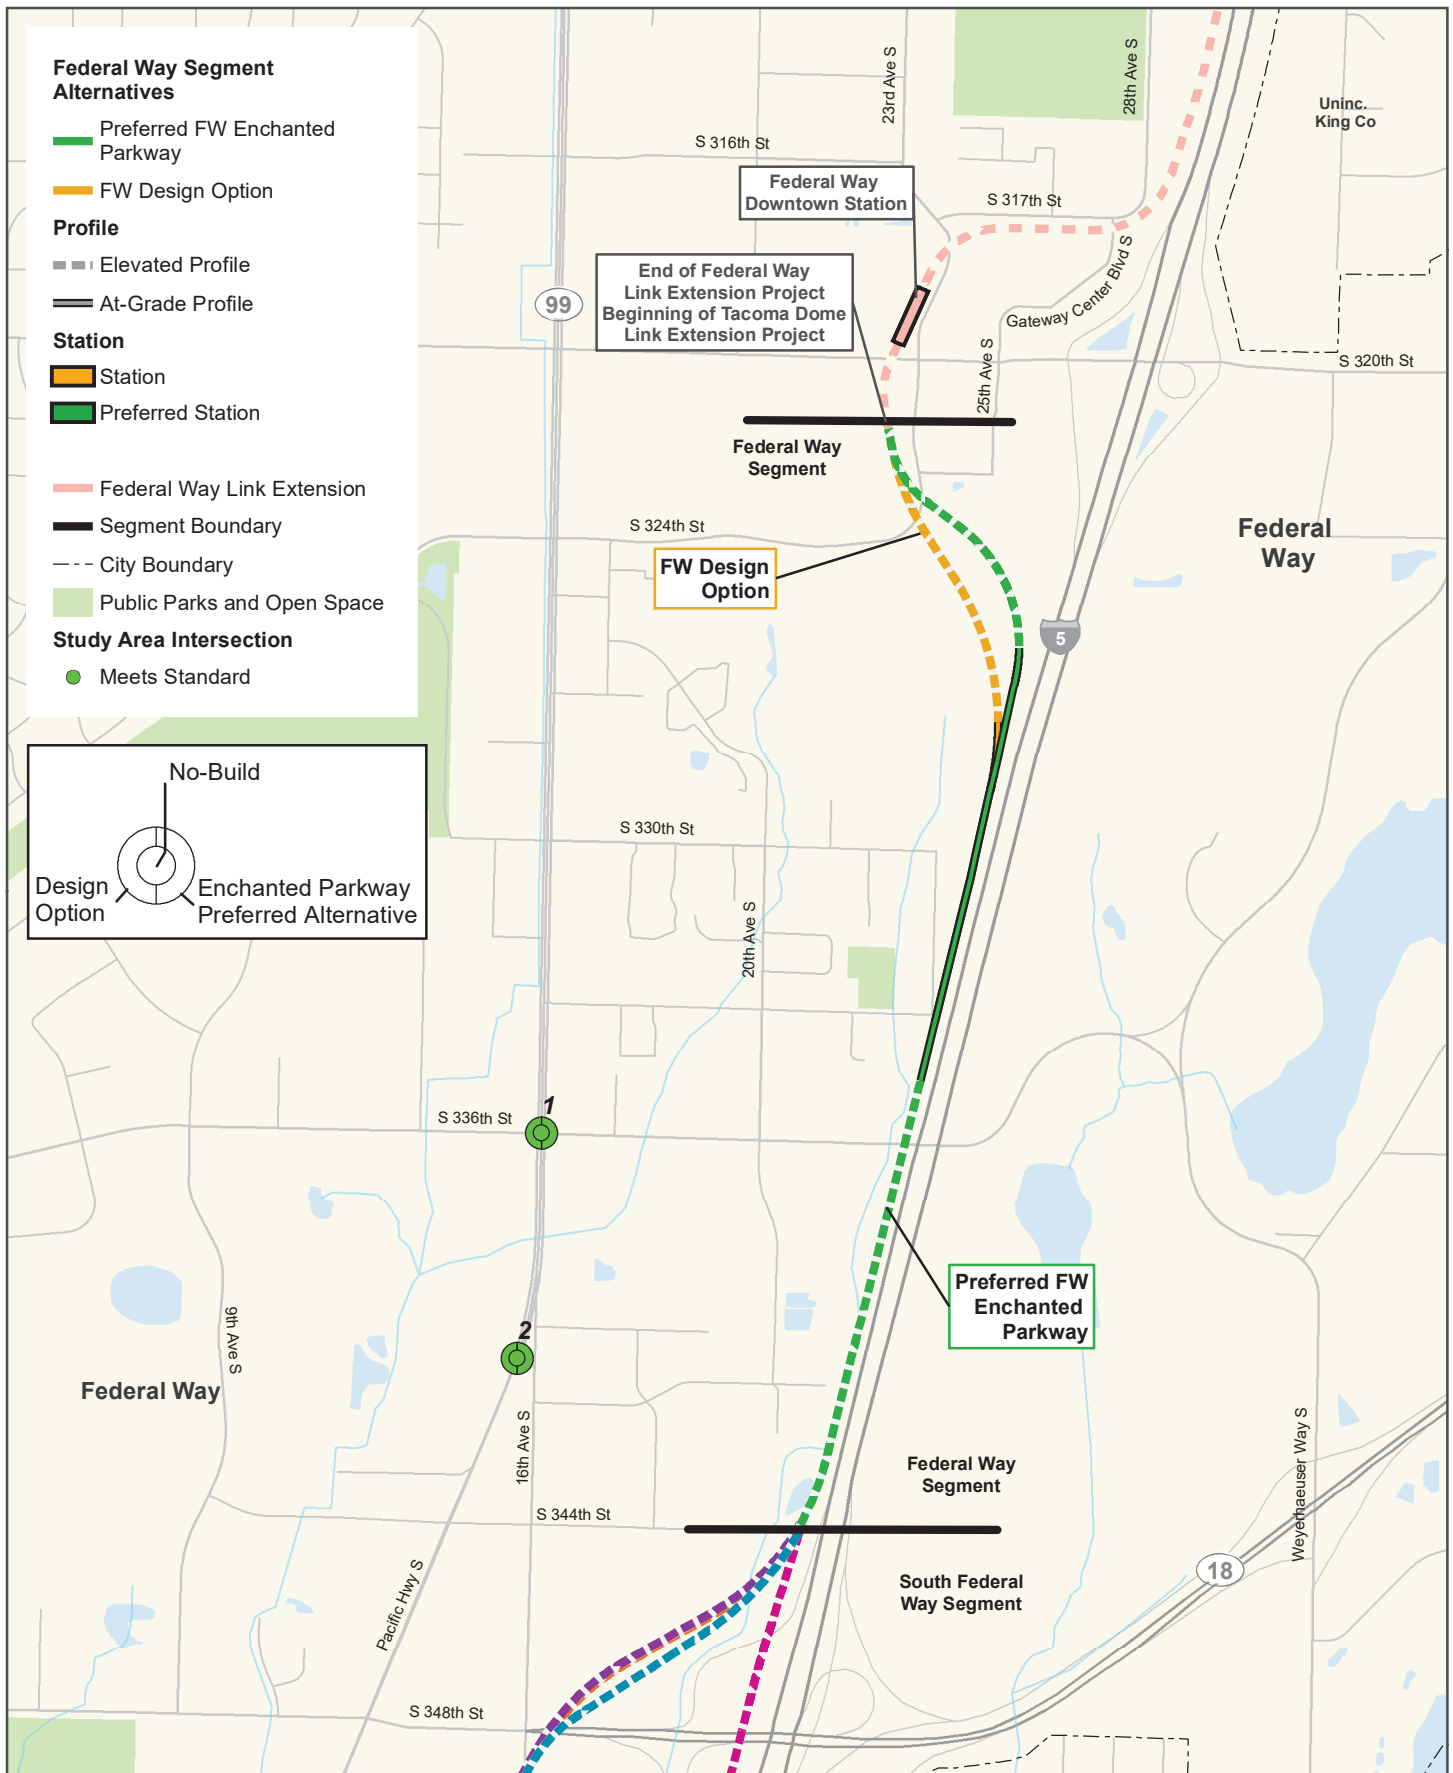 Federal Way Segment
Alternatives
Preferred FW Enchanted
Parkway
FW Design Option
Profile
Elevated Profile
At-Grade Profile
Station
Station
Preferred Station
Federal Way Link Extension
Segment Boundary
City Boundary
Public Parks and Open Space
Study Area Intersection
Meets Standard
No-Build
Design
Option
Enchanted Parkway
Preferred Alternative
23rd Ave S
28th Ave S
Uninc.
King Co
S 316th St
Federal Way
Downtown Station
S 317th St
End of Federal Way
Link Extension Project
Beginning of Tacoma Dome
Link Extension Project
99
Gateway Center Blvd S
25th Ave S
S 320th St
Federal Way
Segment
S 324th St
Federal
Way
FW Design
Option
5
S 330th St
20th Ave S
1
S 336th St
Preferred FW
Enchanted
Parkway
2
9th Ave S
Federal Way
16th Ave S
Weyerhaeuser Way S
Federal Way
Segment
S 344th St
18
South Federal
Way Segment
Pacific Hwy S
S 348th St